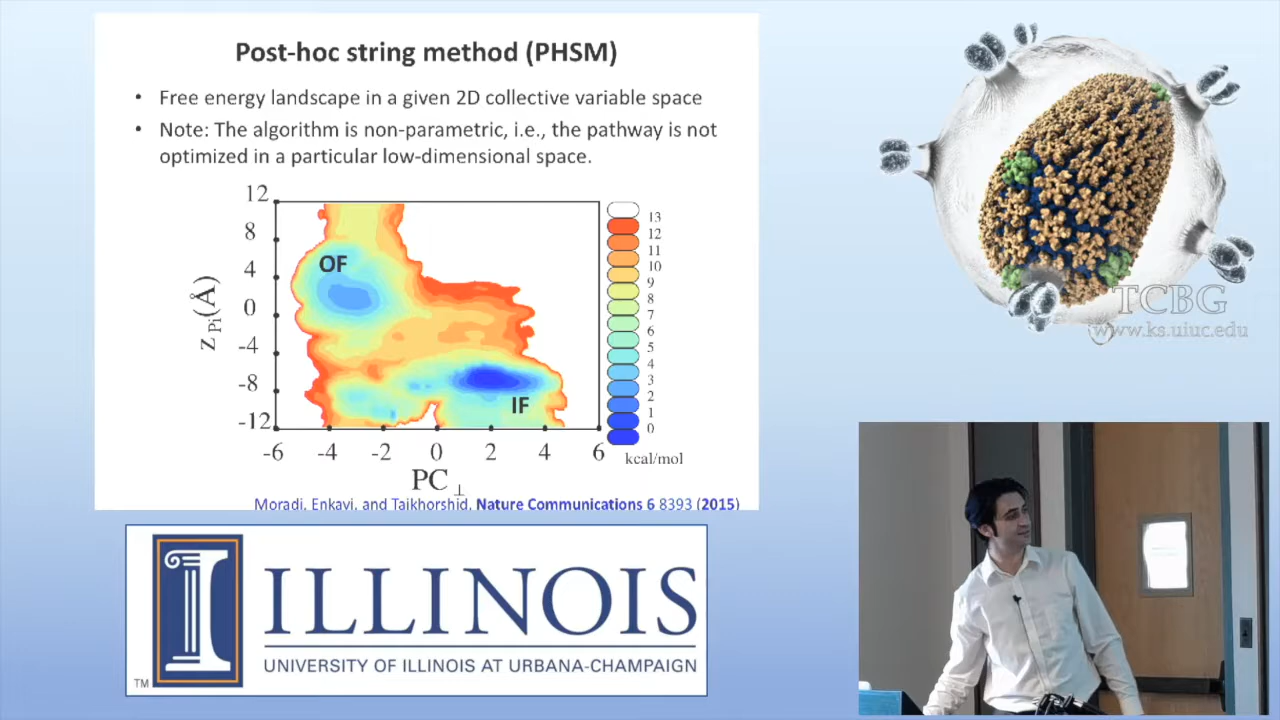 Post-hoc string method (PHSM)
• Free energy landscape in a given 2D collective variable space
• Note: The algorithm is non-parametric, i.e., the pathway is not
optimized in a particular low-dimensional space.
12
8
4
0
-4
-8
-12
z Pi (Å)
OF
IF
-6 -4 -2 0 2 4 6
PC ⊥
13
12
11
10
9
8
7
6
5
4
3
2
1
0
kcal/mol
Moradi, Enkavi, and Tajkhorshid, Nature Communications 6 8393 (2015)
TCBG
www.ks.uiuc.edu
I ILLINOIS
UNIVERSITY OF ILLINOIS AT URBANA-CHAMPAIGN
TM